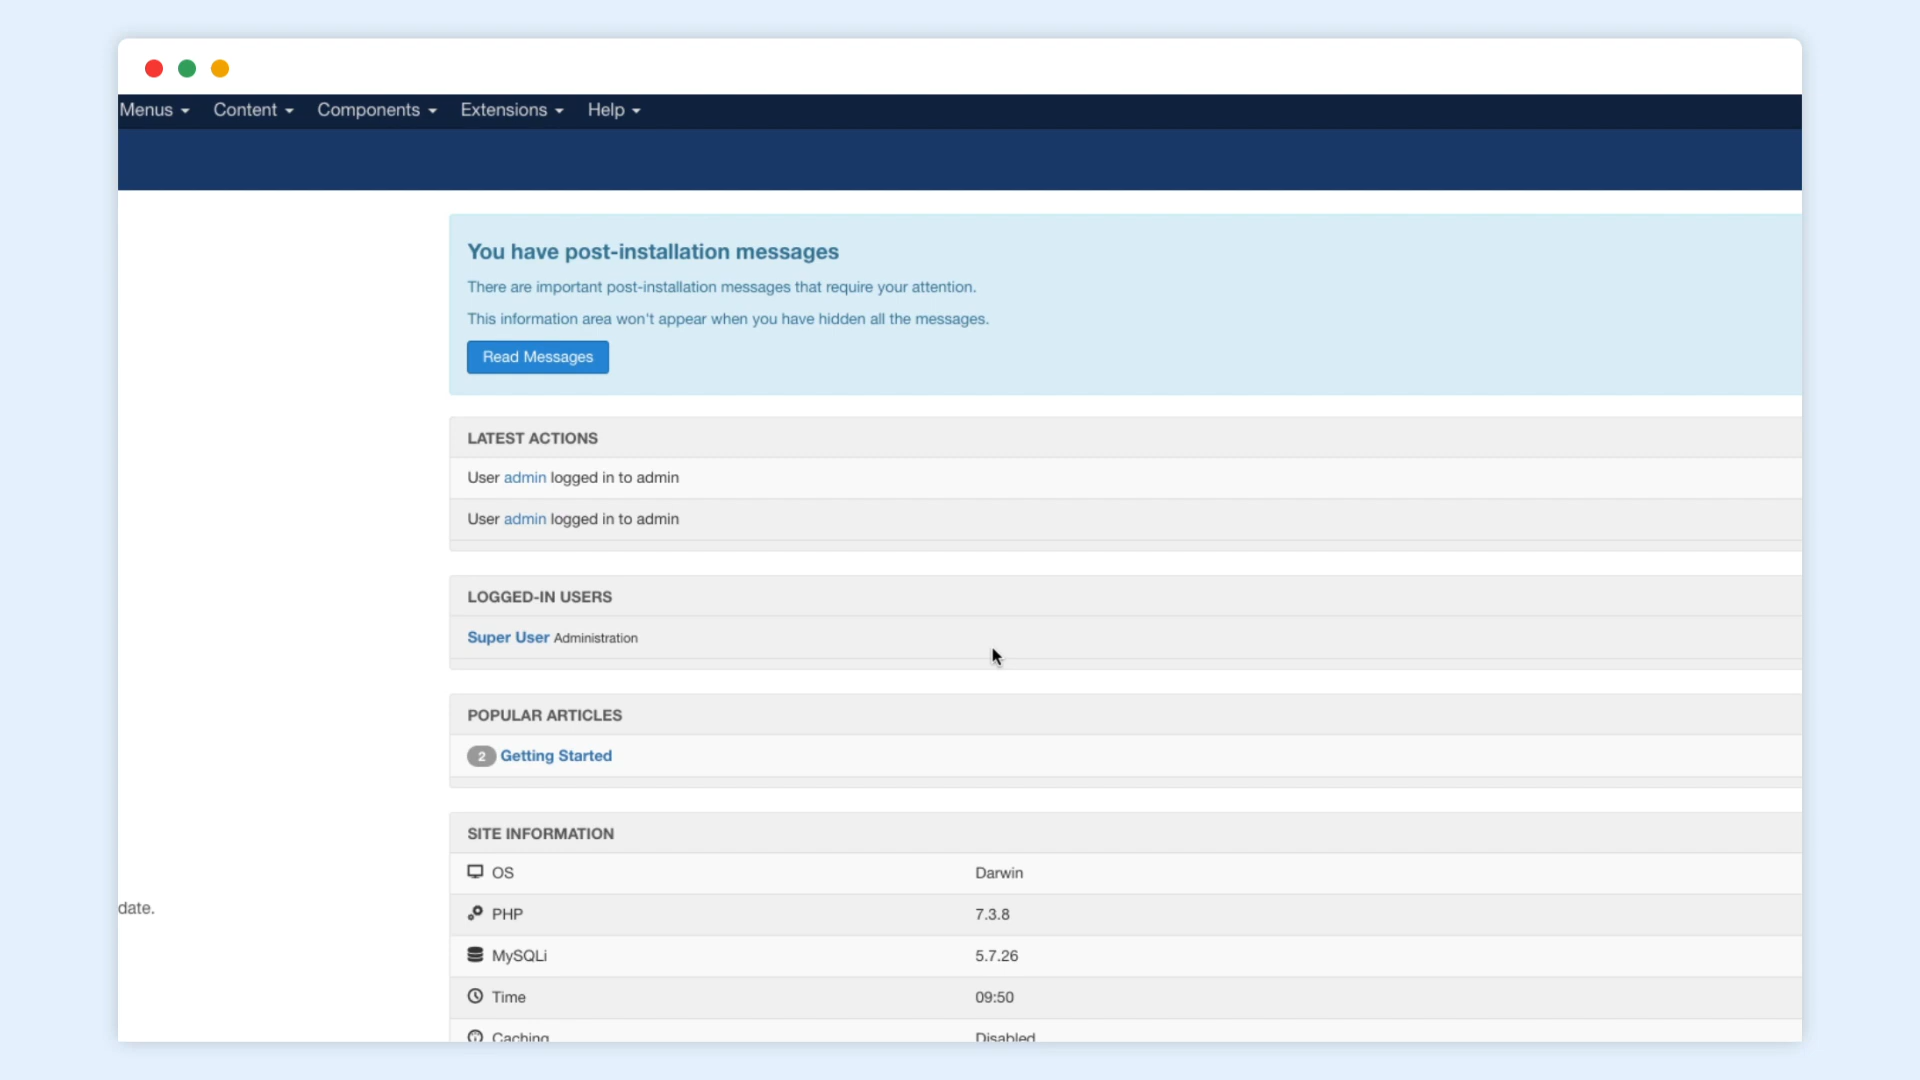 Menus Content Components Extensions Help
You have post-installation messages
There are important post-installation messages that require your attention.
This information area won't appear when you have hidden all the messages.
Read Messages
LATEST ACTIONS
User admin logged in to admin
User admin logged in to admin
LOGGED-IN USERS
Super User Administration
POPULAR ARTICLES
2 Getting Started
SITE INFORMATION
OS Darwin
PHP 7.3.8
date.
MySQLi 5.7.26
Time 09:50
Caching Disabled